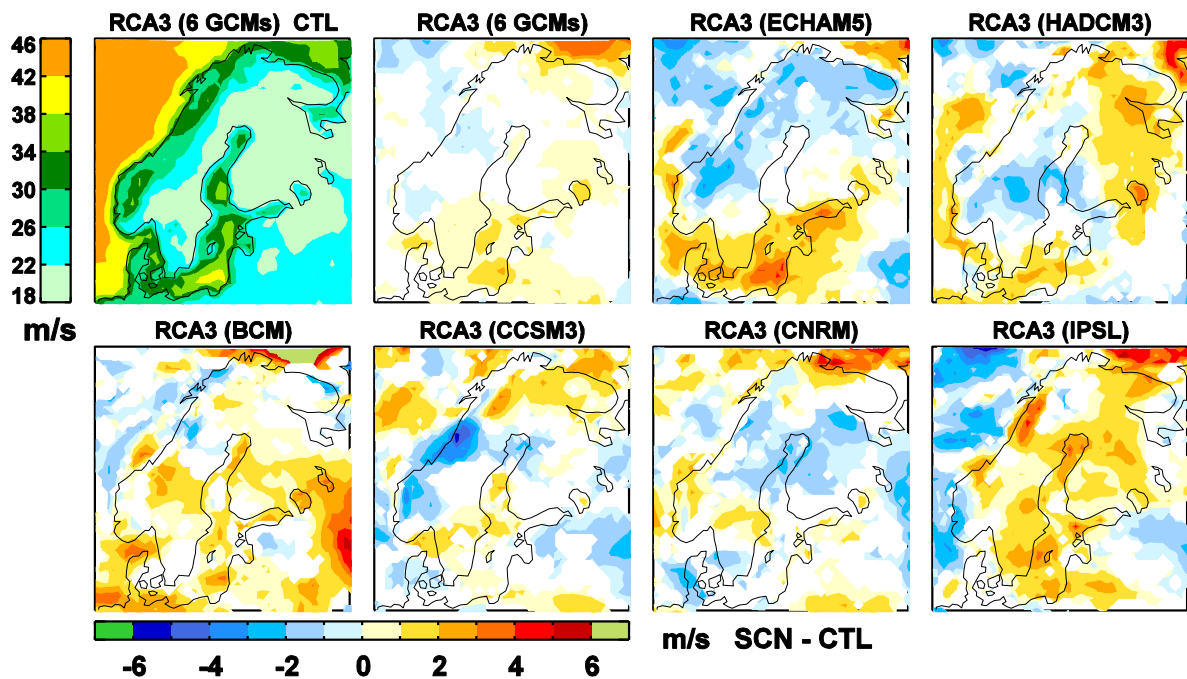 RCA3 (6 GCMs) CTL
RCA3 (6 GCMs)
RCA3 (ECHAM5)
RCA3 (HADCM3)
46
42
38
34
30
26
22
18
m/s
RCA3 (BCM)
RCA3 (CCSM3)
RCA3 (CNRM)
RCA3 (IPSL)
-6 -4 -2 0 2 4 6
m/s SCN - CTL